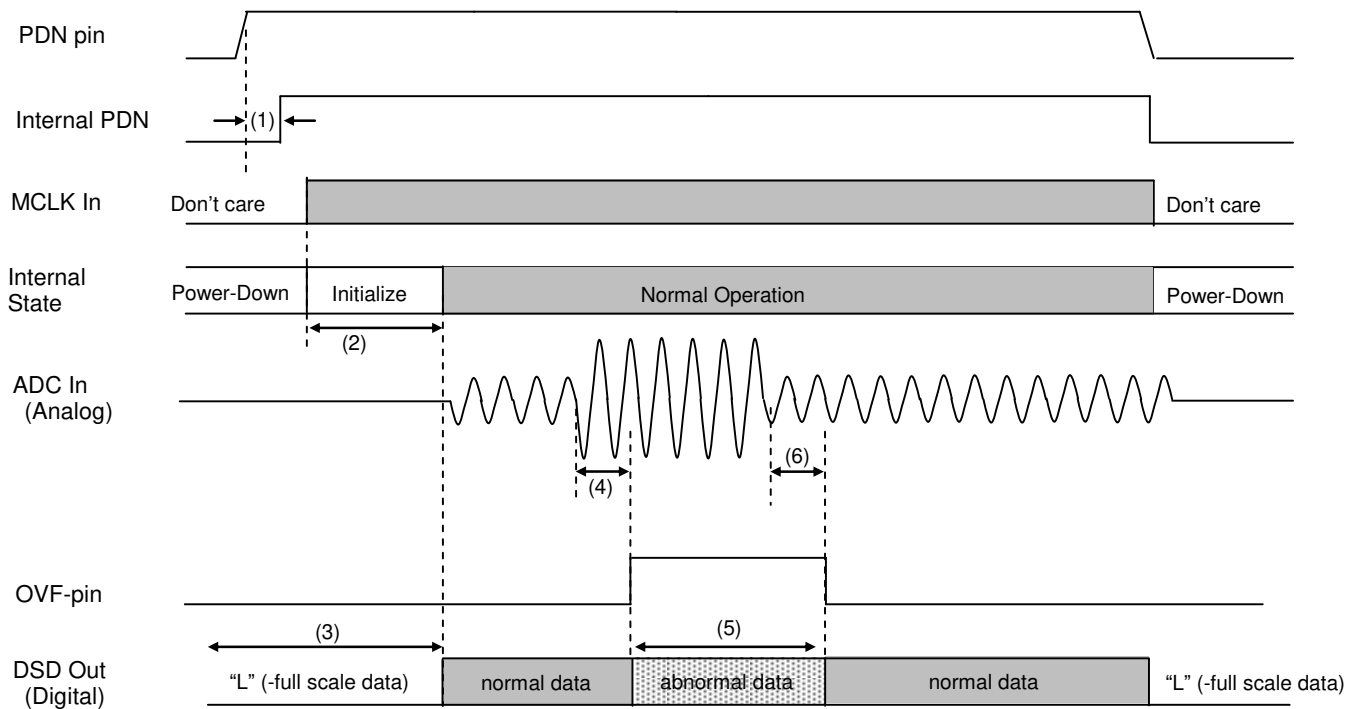 PDN pin
Internal PDN
(1)
MCLK In
Don’t care
Don’t care
Internal
State
Power-Down
Initialize
Normal Operation
Power-Down
(2)
ADC In
(Analog)
(4)
(6)
OVF-pin
(3)
(5)
DSD Out
(Digital)
“L” (-full scale data)
normal data
abnormal data
normal data
“L” (-full scale data)